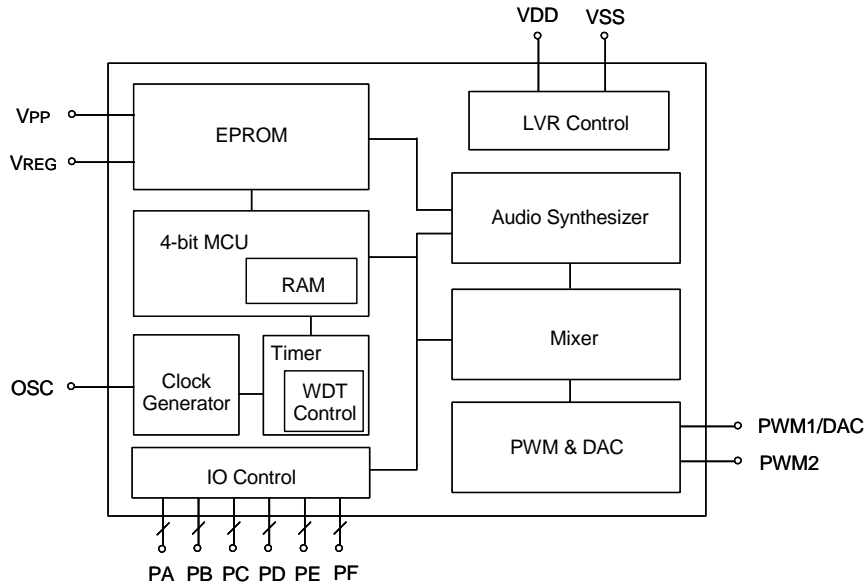 VDD VSS
VPP
VREG
EPROM
LVR Control
4-bit MCU
RAM
Audio Synthesizer
Mixer
OSC
Clock
Generator
Timer
WDT
Control
PWM & DAC
PWM1/DAC
PWM2
IO Control
PA PB PC PD PE PF